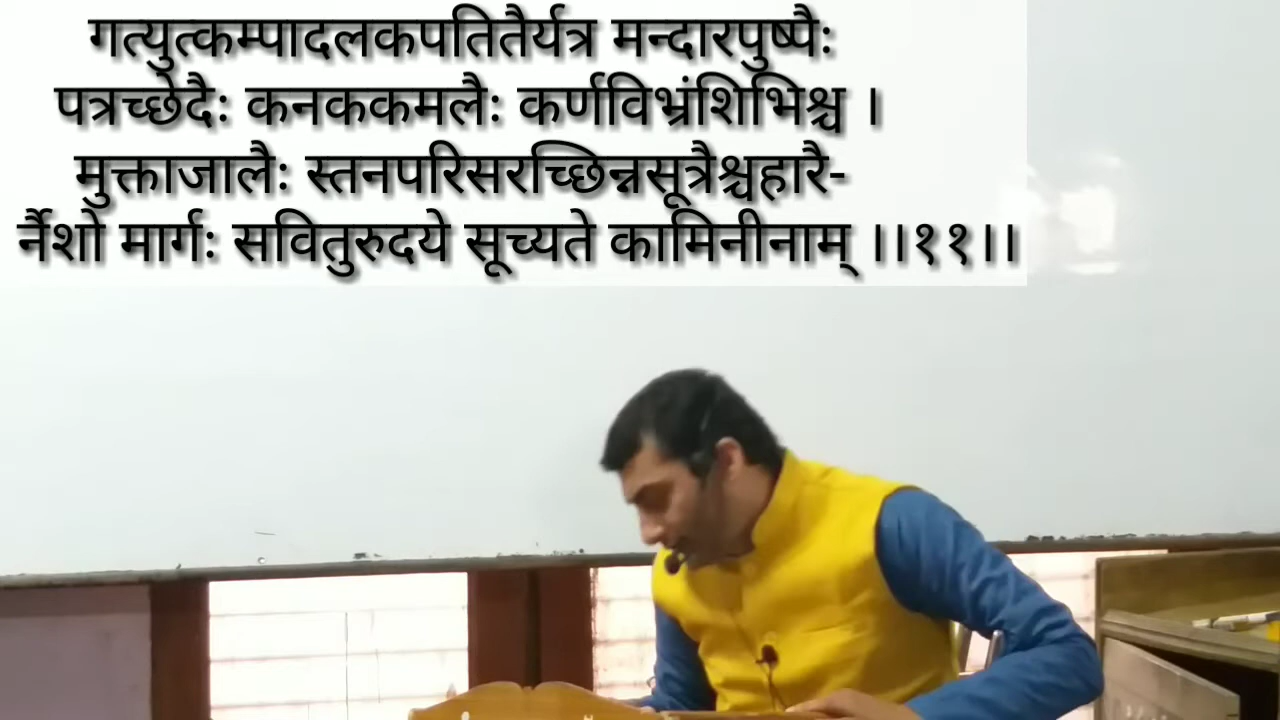 गत्युत्कम्पादलकपतितैर्यत्र मन्दारपुष्पैः
पत्रच्छेदैः कनककमलैः कर्णविभ्रंशिभिश्च ।
मुक्ताजालैः स्तनपरिसरच्छिन्नसूत्रैश्चहारै-
र्नैशो मार्गः सवितुरुदये सूच्यते कामिनीनाम् ।।११।।